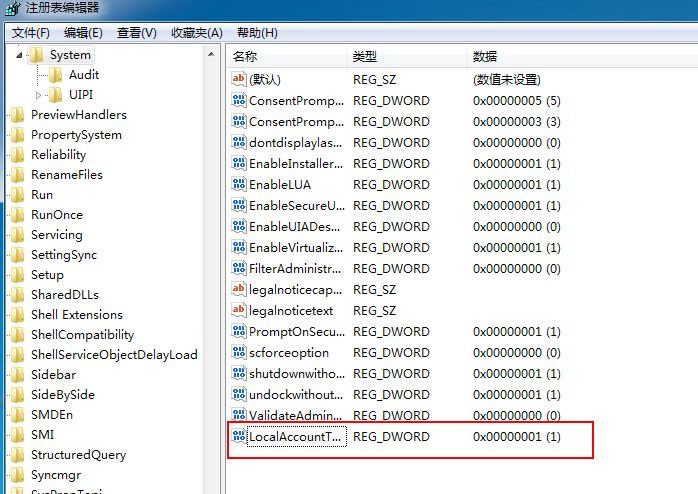 注册表编辑器
文件(F) 编辑(E) 查看(V) 收藏夹(A) 帮助(H)
System
Audit
UIPI
PreviewHandlers
PropertySystem
Reliability
RenameFiles
Run
RunOnce
Servicing
SettingSync
Setup
SharedDLLs
Shell Extensions
ShellCompatibility
ShellServiceObjectDelayLoad
Sidebar
SideBySide
SMDEn
SMI
StructuredQuery
Syncmgr
名称 类型 数据
(默认) REG_SZ (数值未设置)
ConsentPromp... REG_DWORD 0x00000005 (5)
ConsentPromp... REG_DWORD 0x00000003 (3)
dontdisplaylas... REG_DWORD 0x00000000 (0)
EnableInstaller... REG_DWORD 0x00000001 (1)
EnableLUA REG_DWORD 0x00000001 (1)
EnableSecureU... REG_DWORD 0x00000001 (1)
EnableUIADes... REG_DWORD 0x00000000 (0)
EnableVirtualiz... REG_DWORD 0x00000001 (1)
FilterAdministr... REG_DWORD 0x00000000 (0)
legalnoticecap... REG_SZ
legalnoticetext REG_SZ
PromptOnSecu... REG_DWORD 0x00000001 (1)
scforceoption REG_DWORD 0x00000000 (0)
shutdownwitho... REG_DWORD 0x00000001 (1)
undockwithout... REG_DWORD 0x00000001 (1)
ValidateAdmin... REG_DWORD 0x00000000 (0)
LocalAccountT... REG_DWORD 0x00000001 (1)